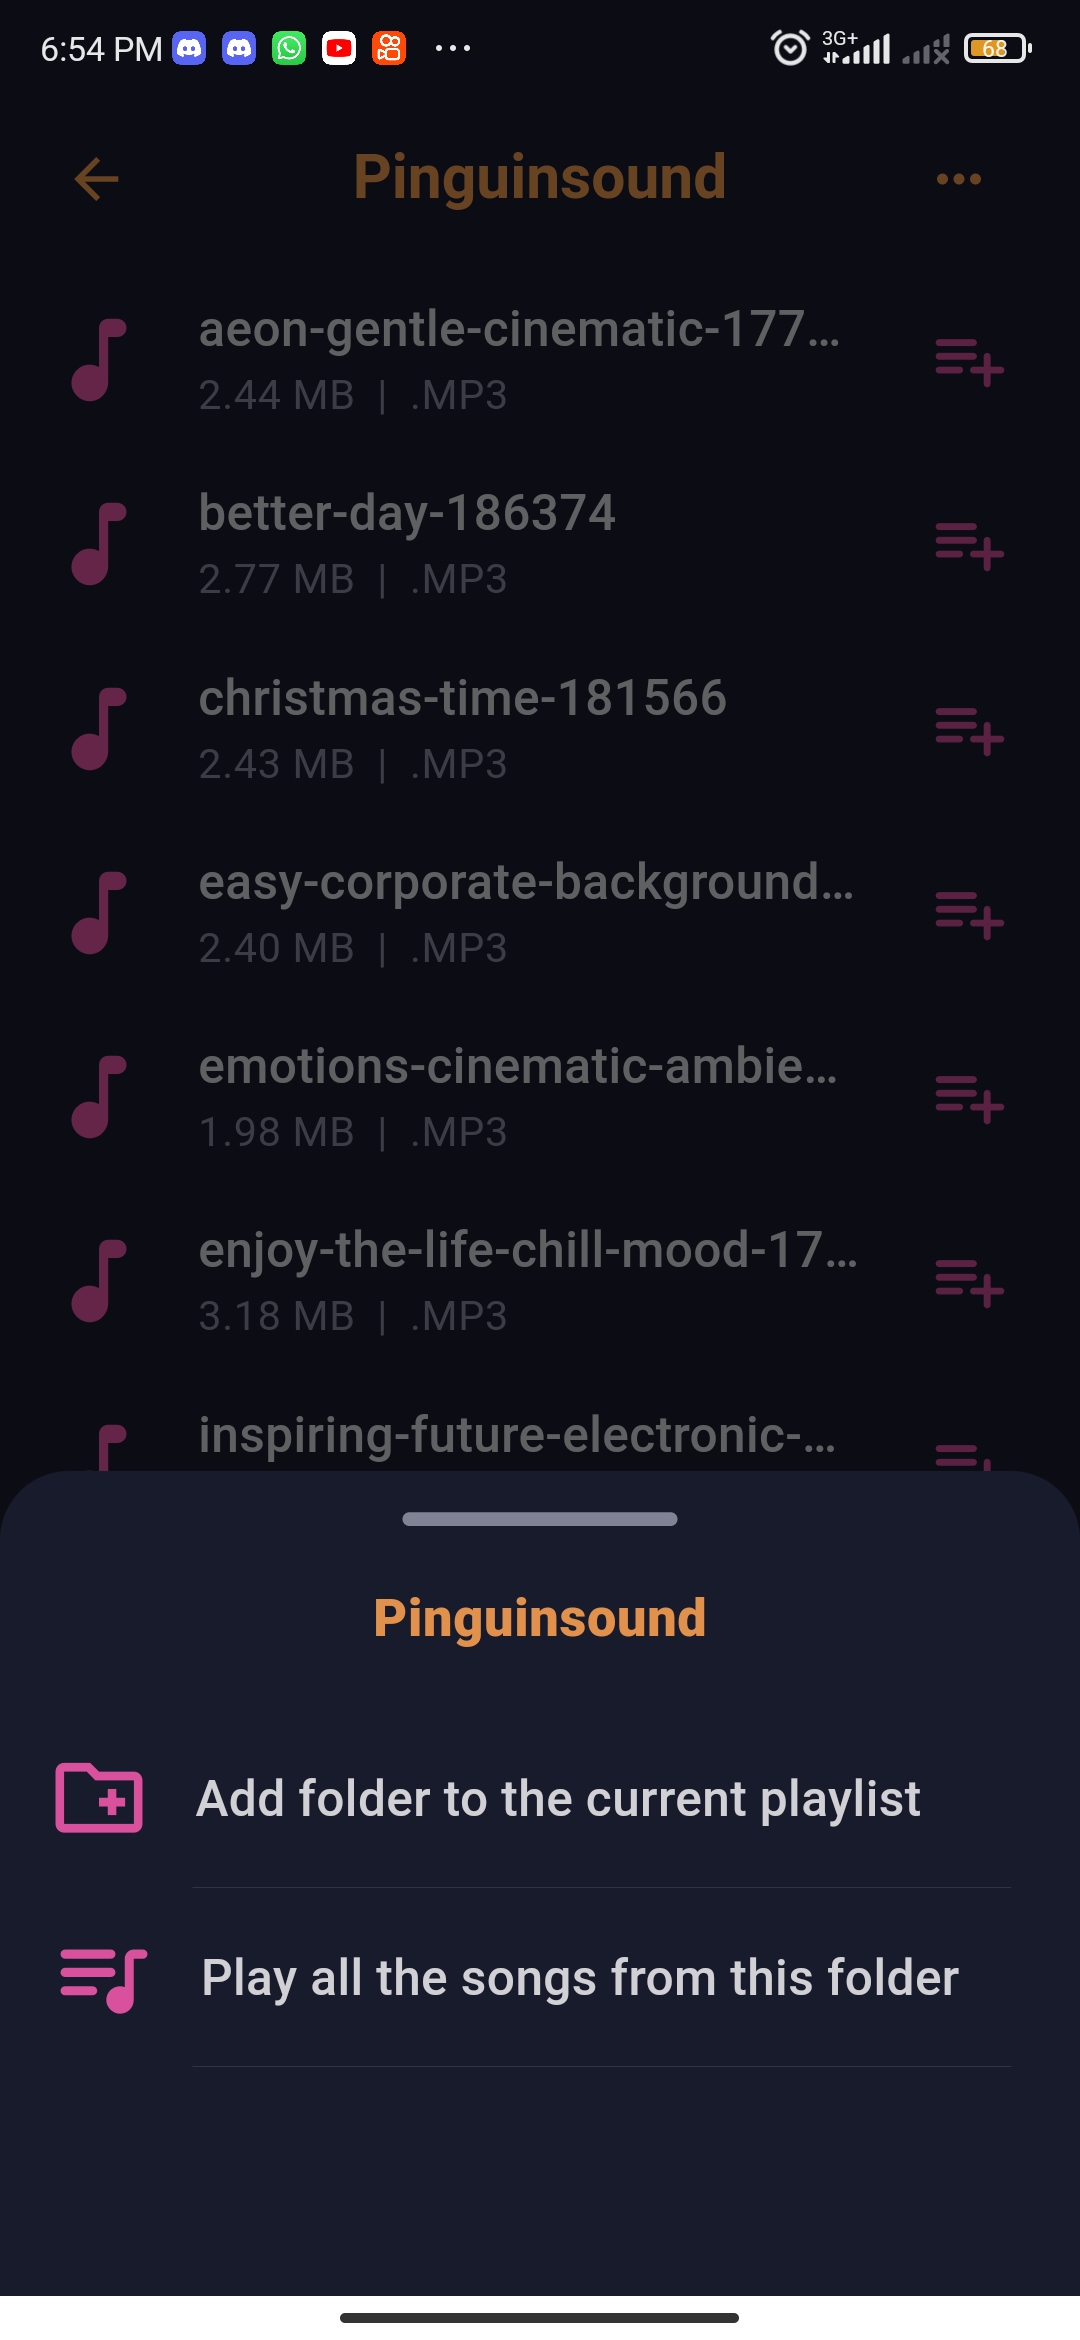 6:54 PM
3G+
68
Pinguinsound
aeon-gentle-cinematic-177...
2.44 MB | .MP3
better-day-186374
2.77 MB | .MP3
christmas-time-181566
2.43 MB | .MP3
easy-corporate-background...
2.40 MB | .MP3
emotions-cinematic-ambie...
1.98 MB | .MP3
enjoy-the-life-chill-mood-17...
3.18 MB | .MP3
inspiring-future-electronic-...
Pinguinsound
Add folder to the current playlist
Play all the songs from this folder